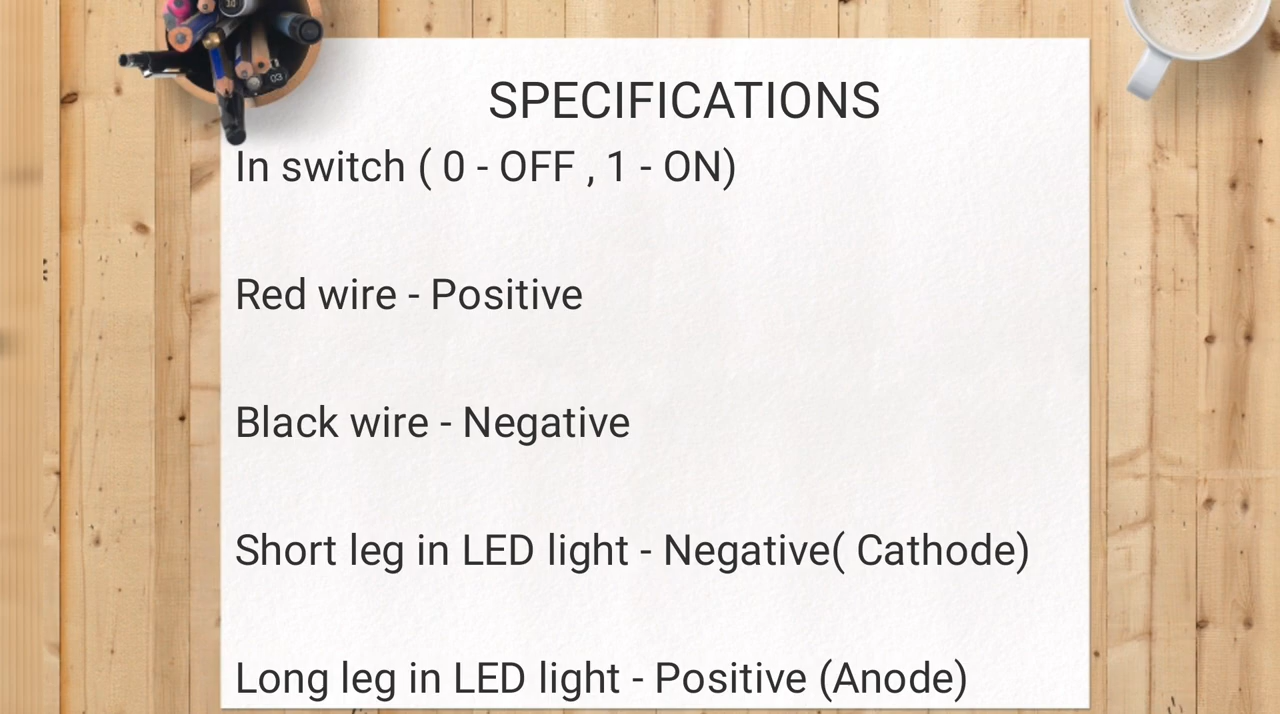 SPECIFICATIONS
In switch ( 0 - OFF , 1 - ON)
Red wire - Positive
Black wire - Negative
Short leg in LED light - Negative( Cathode)
Long leg in LED light - Positive (Anode)